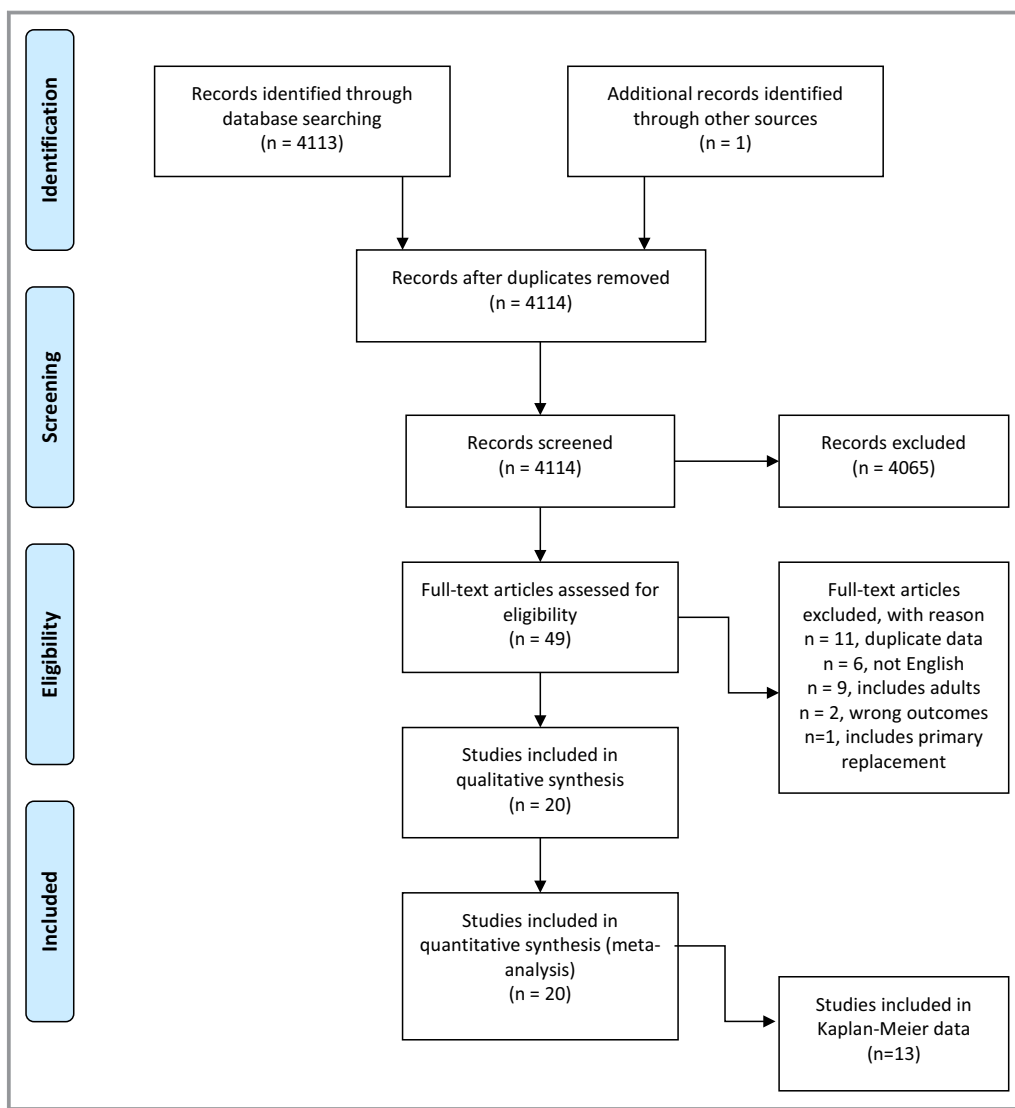 Identification
Records identified through
database searching
(n = 4113)
Additional records identified
through other sources
(n = 1)
Records after duplicates removed
(n = 4114)
Screening
Records screened
(n = 4114)
Records excluded
(n = 4065)
Eligibility
Full-text articles assessed for
eligibility
(n = 49)
Full-text articles
excluded, with reason
n = 11, duplicate data
n = 6, not English
n = 9, includes adults
n = 2, wrong outcomes
n=1, includes primary
replacement
Studies included in
qualitative synthesis
(n = 20)
Included
Studies included in
quantitative synthesis (meta-
analysis)
(n = 20)
Studies included in
Kaplan-Meier data
(n=13)